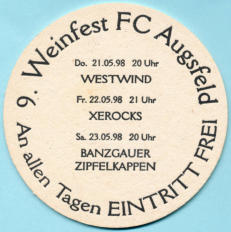 9. Weinfest FC Augsfeld
Do. 21.05.98 20 Uhr
WESTWIND
Fr. 22.05.98 21 Uhr
XEROCKS
Sa. 23.05.98 20 Uhr
BANZGAUER
ZIPFELKAPPEN
An allen Tagen EINTRITT FREI